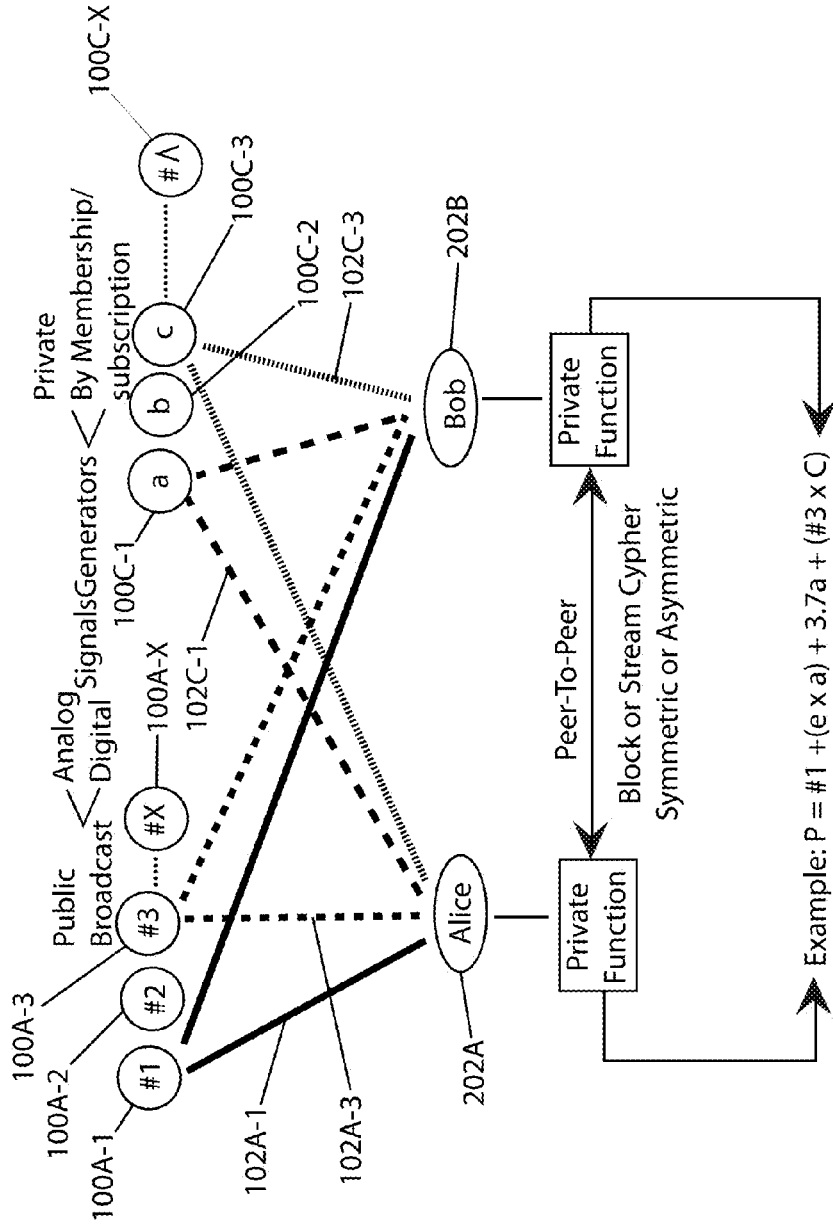 Public
Broadcast
Analog
Digital
SignalsGenerators
Private
By Membership/
subscription
100A-1
100A-2
100A-3
#1
#2
#3
#X
100A-X
100C-1
a
b
c
#Λ
100C-X
100C-3
100C-2
102C-3
102C-1
102A-1
102A-3
202A
Alice
Bob
202B
Private
Function
Peer-To-Peer
Block or Stream Cypher
Symmetric or Asymmetric
Private
Function
Example: P = #1 +(e x a) + 3.7a + (#3 x C)